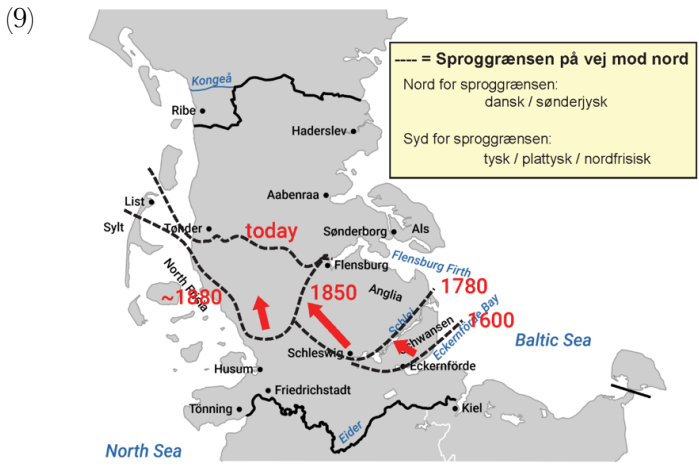 (9)
---- = Sproggrænsen på vej mod nord
Nord for sproggrænsen:
dansk / sønderjysk
Syd for sproggrænsen:
tysk / plattysk / nordfrisisk
Kongeå
Ribe
Haderslev
Aabenraa
List
Sylt
Tønder
today
Sønderborg
Als
Flensburg
Flensburg Firth
North Frisia
~1880
1850
Anglia
1780
Schlei
Schwansen
1600
Eckernförde Bay
Baltic Sea
Schleswig
Eckernförde
Husum
Friedrichstadt
Tönning
Kiel
Eider
North Sea